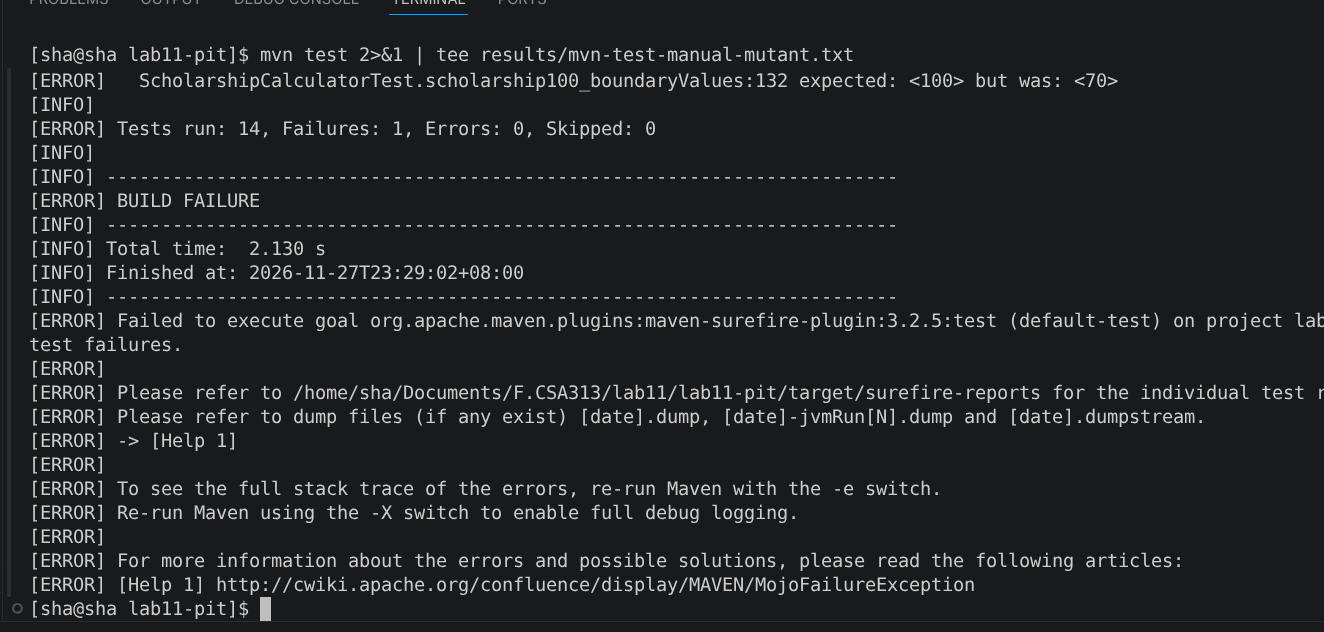 PROBLEMS OUTPUT DEBUG CONSOLE TERMINAL PORTS
[sha@sha lab11-pit]$ mvn test 2>&1 | tee results/mvn-test-manual-mutant.txt
[ERROR]   ScholarshipCalculatorTest.scholarship100_boundaryValues:132 expected: <100> but was: <70>
[INFO]
[ERROR] Tests run: 14, Failures: 1, Errors: 0, Skipped: 0
[INFO]
[INFO] ------------------------------------------------------------------------
[ERROR] BUILD FAILURE
[INFO] ------------------------------------------------------------------------
[INFO] Total time:  2.130 s
[INFO] Finished at: 2026-11-27T23:29:02+08:00
[INFO] ------------------------------------------------------------------------
[ERROR] Failed to execute goal org.apache.maven.plugins:maven-surefire-plugin:3.2.5:test (default-test) on project lab
test failures.
[ERROR]
[ERROR] Please refer to /home/sha/Documents/F.CSA313/lab11/lab11-pit/target/surefire-reports for the individual test r
[ERROR] Please refer to dump files (if any exist) [date].dump, [date]-jvmRun[N].dump and [date].dumpstream.
[ERROR] -> [Help 1]
[ERROR]
[ERROR] To see the full stack trace of the errors, re-run Maven with the -e switch.
[ERROR] Re-run Maven using the -X switch to enable full debug logging.
[ERROR]
[ERROR] For more information about the errors and possible solutions, please read the following articles:
[ERROR] [Help 1] http://cwiki.apache.org/confluence/display/MAVEN/MojoFailureException
[sha@sha lab11-pit]$